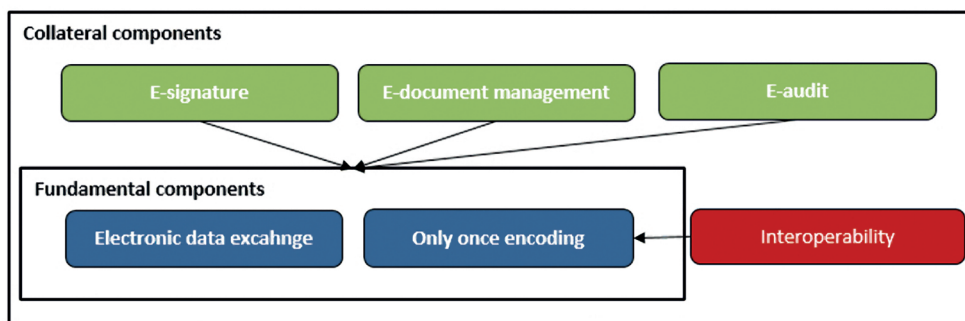 Collateral components
E-signature
E-document management
E-audit
Fundamental components
Electronic data excahnge
Only once encoding
Interoperability